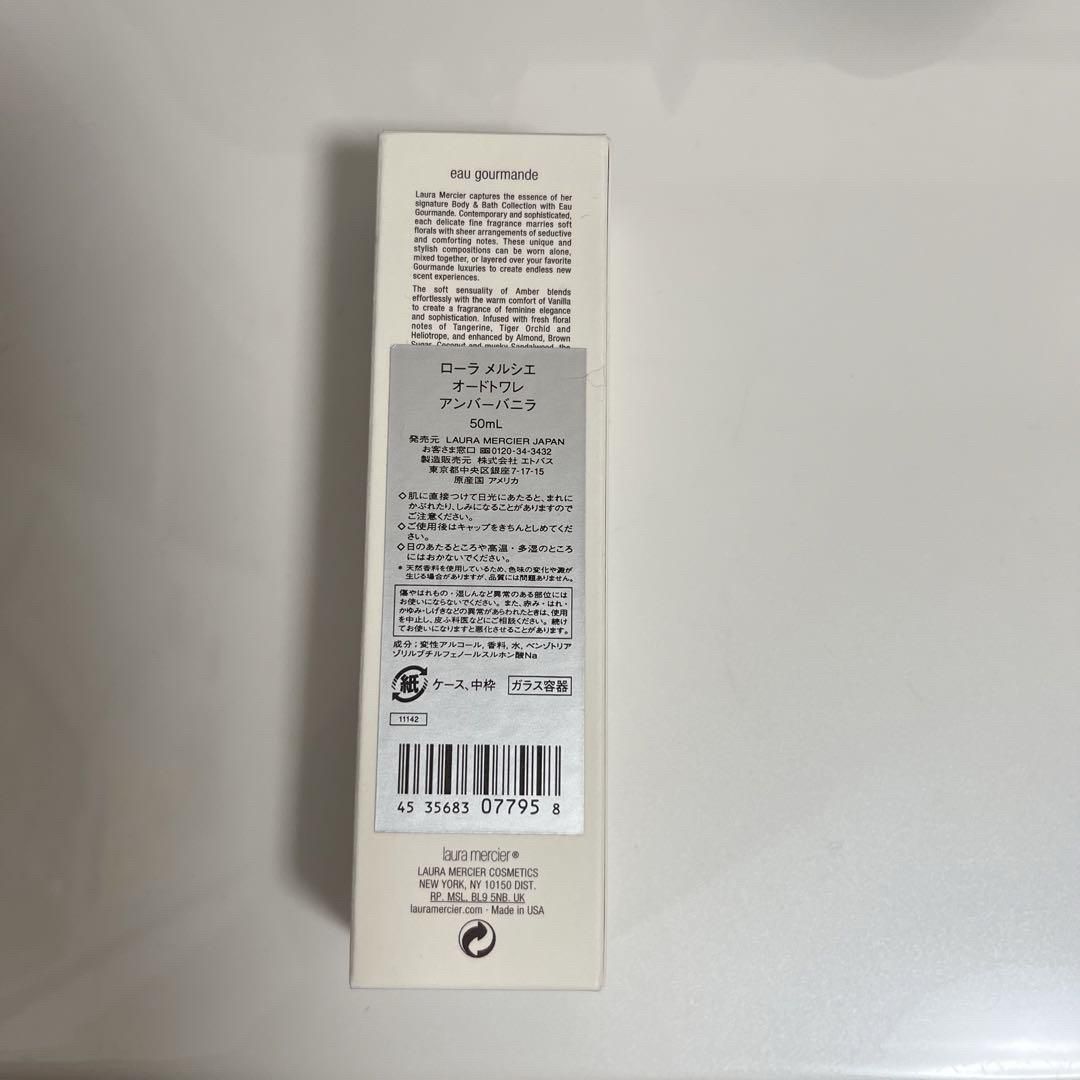 eau gourmande
Laura Mercier captures the essence of her
signature Body & Bath Collection with Eau
Gourmande. Contemporary and sophisticated,
each delicate fine fragrance marries soft
florals with sheer arrangements of seductive
and comforting notes. These unique and
stylish compositions can be worn alone,
mixed together, or layered over your favorite
Gourmande luxuries to create endless new
scent experiences.
The soft sensuality of Amber blends
effortlessly with the warm comfort of Vanilla
to create a fragrance of feminine elegance
and sophistication. Infused with fresh floral
notes of Tangerine, Tiger Orchid and
Heliotrope, and enhanced by Almond, Brown
Sugar, Coconut and musky Sandalwood, the
ローラ メルシエ
オードトワレ
アンバーバニラ
50mL
発売元 LAURA MERCIER JAPAN
お客さま窓口 0120-34-3432
製造販売元 株式会社 エトバス
東京都中央区銀座7-17-15
原産国 アメリカ
◇肌に直接つけて日光にあたると、まれに
かぶれたり、しみになることがありますので
ご注意ください。
◇ご使用後はキャップをきちんとしめてくだ
さい。
◇日のあたるところや高温・多湿のところ
にはおかないでください。
* 天然香料を使用しているため、色味の変化や澱が
生じる場合がありますが、品質には問題ありません。
傷やはれもの・湿しんなど異常のある部位には
お使いにならないでください。また、赤み・はれ・
かゆみ・しげきなどの異常があらわれたときは、使用
を中止し、皮ふ科医などにご相談ください。続け
てお使いになりますと悪化させることがあります。
成分:変性アルコール, 香料, 水, ベンゾトリア
ゾリルブチルフェノールスルホン酸Na
紙 ケース、中枠 ガラス容器
11142
45 35683 07795 8
laura mercier®
LAURA MERCIER COSMETICS
NEW YORK, NY 10150 DIST.
RP. MSL. BL9 5NB. UK
lauramercier.com · Made in USA